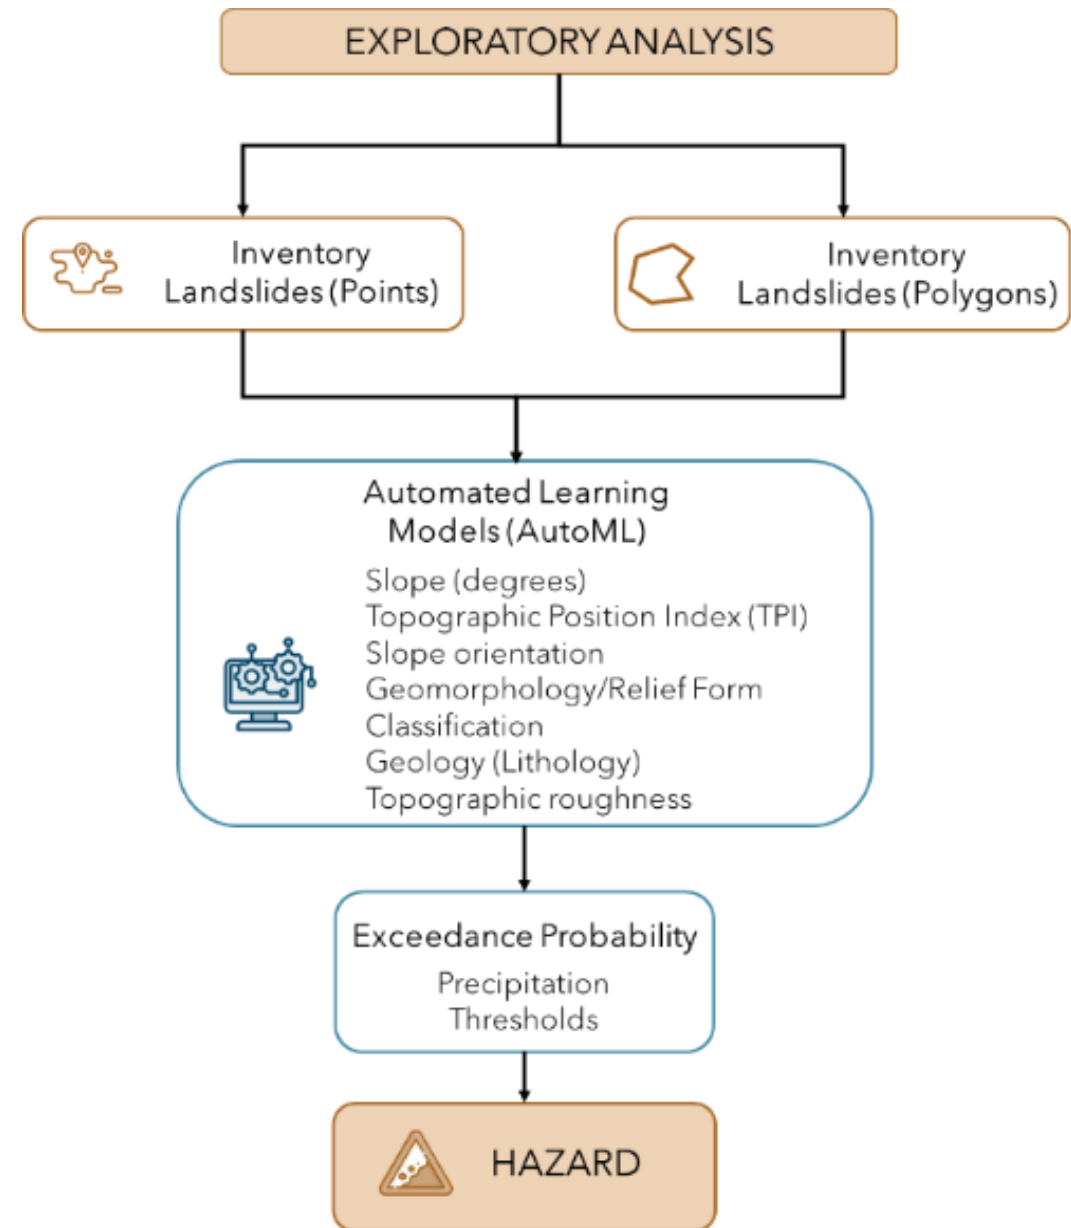 EXPLORATORY ANALYSIS
Inventory
Landslides (Points)
Inventory
Landslides (Polygons)
Automated Learning
Models (AutoML)
Slope (degrees)
Topographic Position Index (TPI)
Slope orientation
Geomorphology/Relief Form
Classification
Geology (Lithology)
Topographic roughness
Exceedance Probability
Precipitation
Thresholds
HAZARD